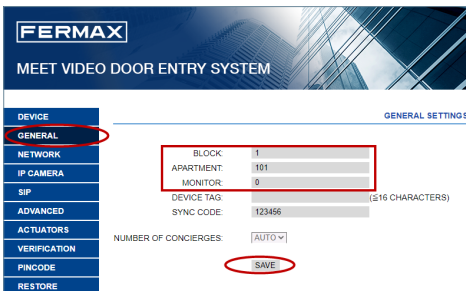 FERMAX
MEET VIDEO DOOR ENTRY SYSTEM
DEVICE
GENERAL
NETWORK
IP CAMERA
SIP
ADVANCED
ACTUATORS
VERIFICATION
PINCODE
RESTORE
GENERAL SETTINGS
BLOCK: 1
APARTMENT: 101
MONITOR: 0
DEVICE TAG: (≦16 CHARACTERS)
SYNC CODE: 123456
NUMBER OF CONCIERGES: AUTO
SAVE